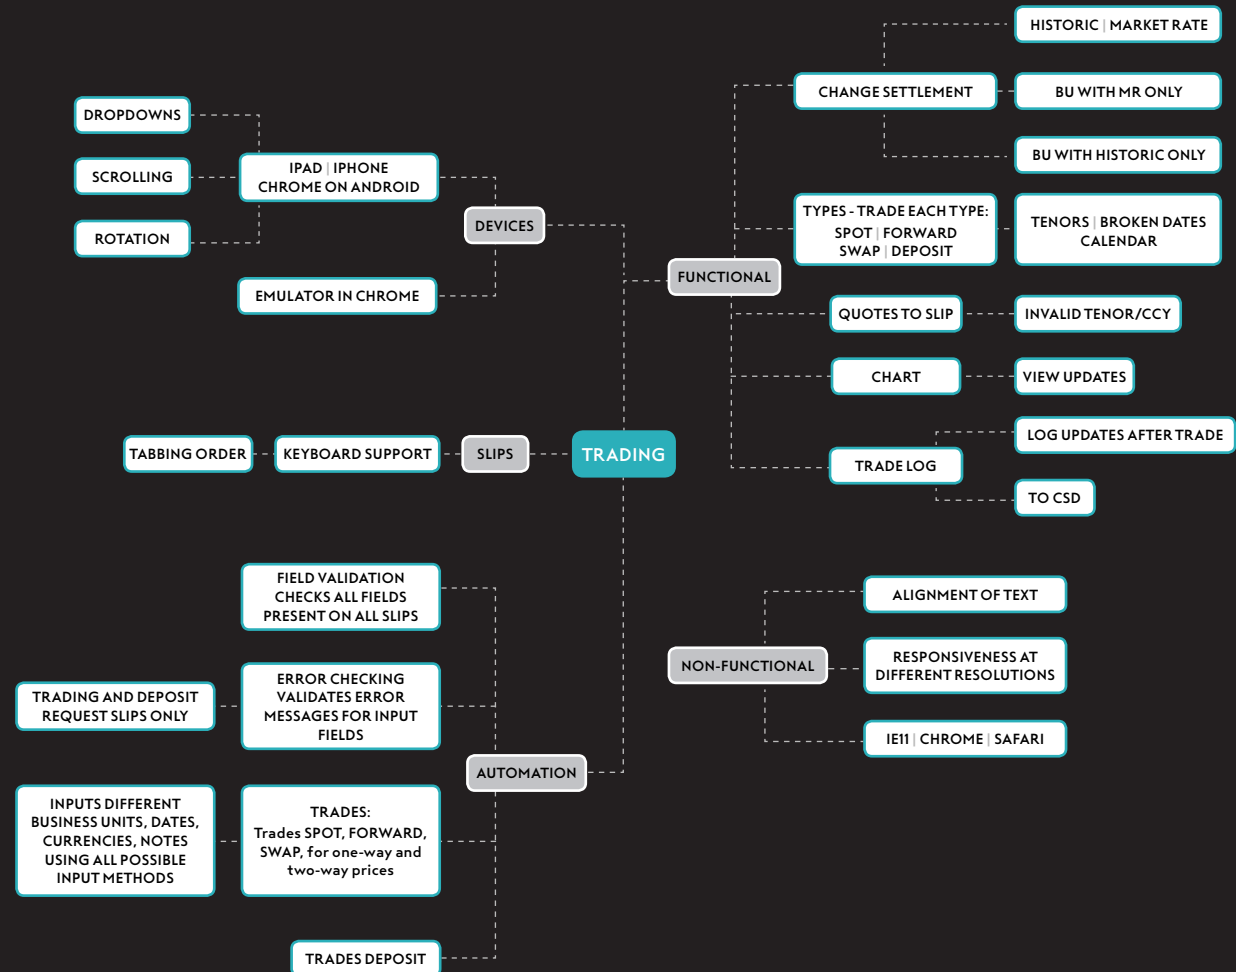 HISTORIC | MARKET RATE
CHANGE SETTLEMENT
BU WITH MR ONLY
BU WITH HISTORIC ONLY
DROPDOWNS
SCROLLING
ROTATION
IPAD | IPHONE
CHROME ON ANDROID
DEVICES
EMULATOR IN CHROME
TYPES - TRADE EACH TYPE:
SPOT | FORWARD
SWAP | DEPOSIT
TENORS | BROKEN DATES
CALENDAR
FUNCTIONAL
QUOTES TO SLIP
INVALID TENOR/CCY
CHART
VIEW UPDATES
TRADE LOG
LOG UPDATES AFTER TRADE
TO CSD
TABBING ORDER
KEYBOARD SUPPORT
SLIPS
TRADING
FIELD VALIDATION
CHECKS ALL FIELDS
PRESENT ON ALL SLIPS
TRADING AND DEPOSIT
REQUEST SLIPS ONLY
ERROR CHECKING
VALIDATES ERROR
MESSAGES FOR INPUT
FIELDS
AUTOMATION
INPUTS DIFFERENT
BUSINESS UNITS, DATES,
CURRENCIES, NOTES
USING ALL POSSIBLE
INPUT METHODS
TRADES:
Trades SPOT, FORWARD,
SWAP, for one-way and
two-way prices
TRADES DEPOSIT
NON-FUNCTIONAL
ALIGNMENT OF TEXT
RESPONSIVENESS AT
DIFFERENT RESOLUTIONS
IE11 | CHROME | SAFARI